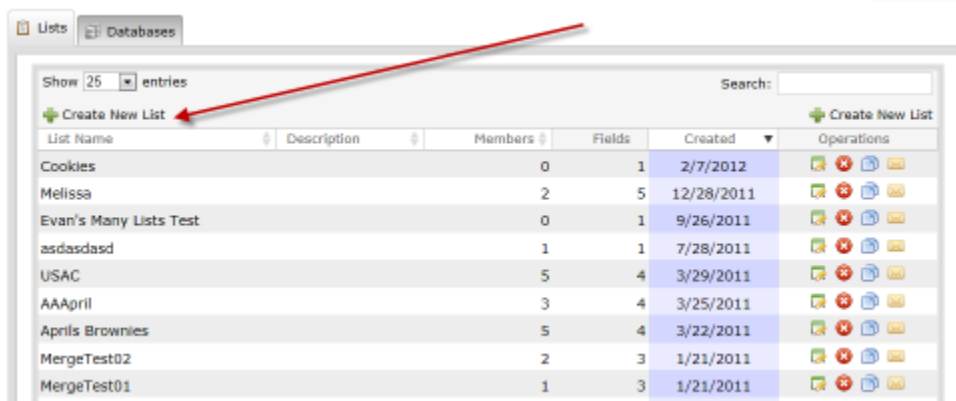 Lists Databases
Show 25 entries Search:
Create New List Create New List
List Name Description Members Fields Created Operations
Cookies 0 1 2/7/2012
Melissa 2 5 12/28/2011
Evan's Many Lists Test 0 1 9/26/2011
asdasdasd 1 1 7/28/2011
USAC 5 4 3/29/2011
AAApril 3 4 3/25/2011
Aprils Brownies 5 4 3/22/2011
MergeTest02 2 3 1/21/2011
MergeTest01 1 3 1/21/2011